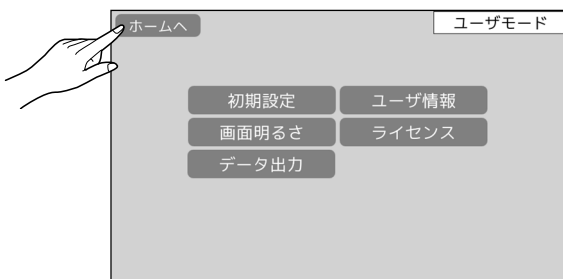 ホームへ
ユーザモード
初期設定
ユーザ情報
画面明るさ
ライセンス
データ出力